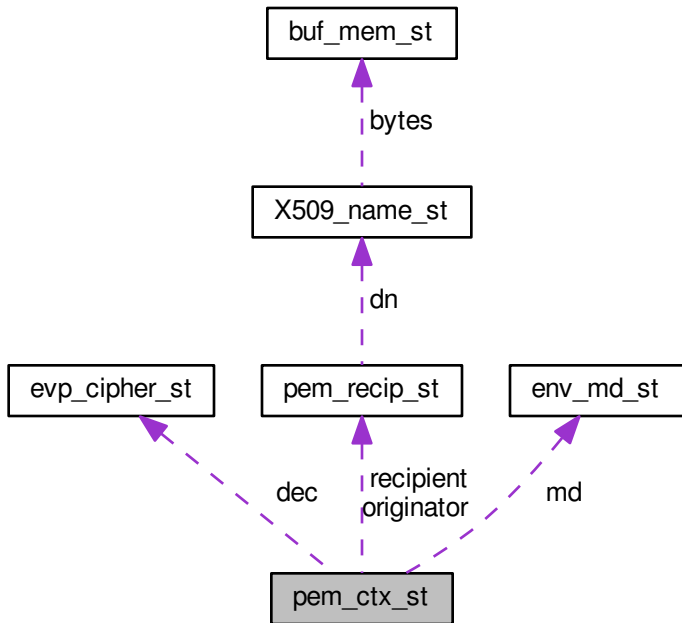 buf_mem_st
bytes
X509_name_st
dn
evp_cipher_st
pem_recip_st
env_md_st
dec
recipient
originator
md
pem_ctx_st